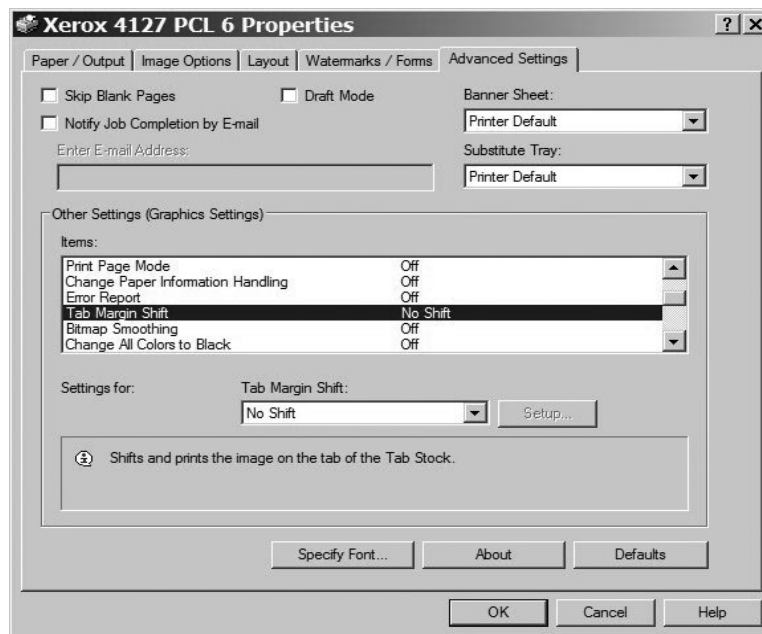 Xerox 4127 PCL 6 Properties
Paper / Output Image Options Layout Watermarks / Forms Advanced Settings
Skip Blank Pages Draft Mode Banner Sheet:
Notify Job Completion by E-mail Printer Default
Enter E-mail Address: Substitute Tray:
Printer Default
Other Settings (Graphics Settings)
Items:
Print Page Mode Off
Change Paper Information Handling Off
Error Report Off
Tab Margin Shift No Shift
Bitmap Smoothing Off
Change All Colors to Black Off
Settings for: Tab Margin Shift:
No Shift Setup...
Shifts and prints the image on the tab of the Tab Stock.
Specify Font... About Defaults
OK Cancel Help